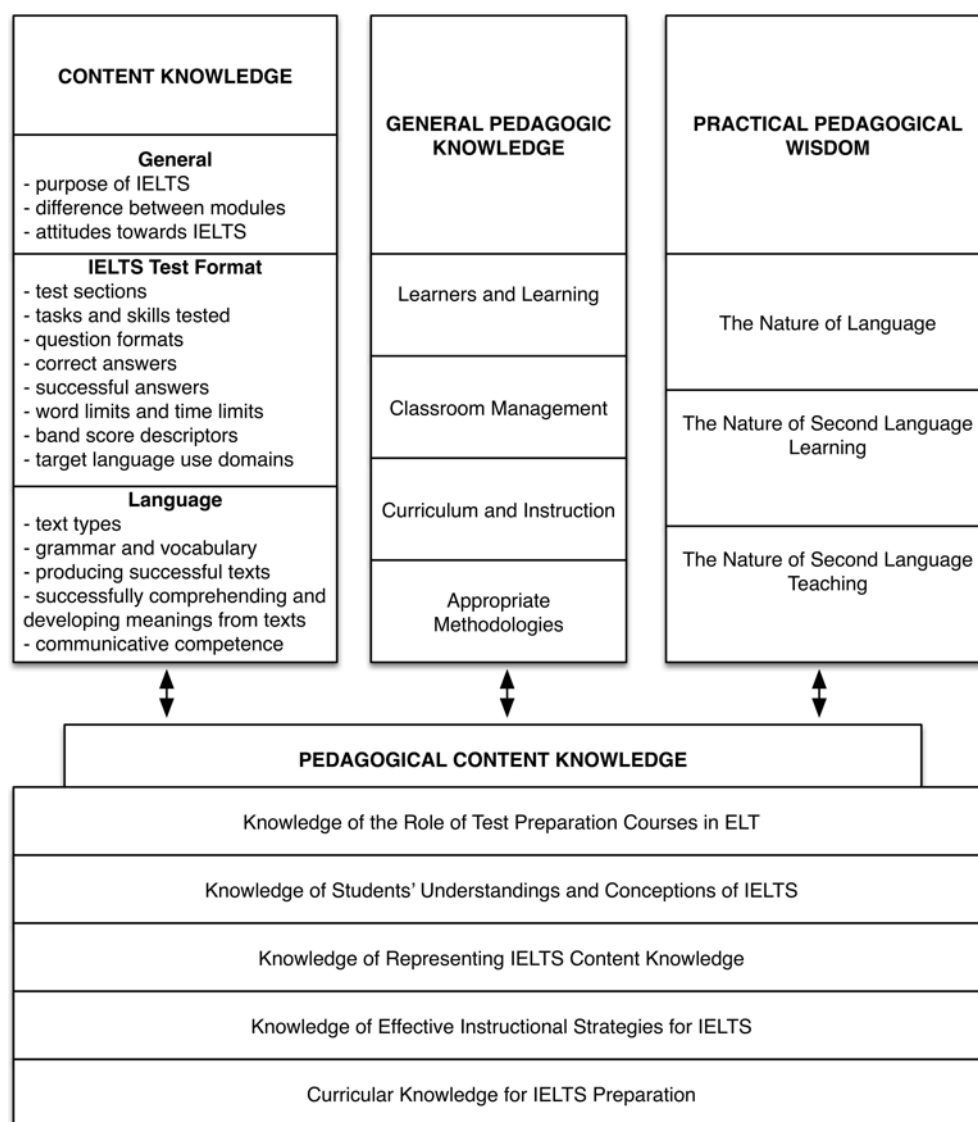 CONTENT KNOWLEDGE
General
- purpose of IELTS
- difference between modules
- attitudes towards IELTS
IELTS Test Format
- test sections
- tasks and skills tested
- question formats
- correct answers
- successful answers
- word limits and time limits
- band score descriptors
- target language use domains
Language
- text types
- grammar and vocabulary
- producing successful texts
- successfully comprehending and
developing meanings from texts
- communicative competence
GENERAL PEDAGOGIC
KNOWLEDGE
Learners and Learning
Classroom Management
Curriculum and Instruction
Appropriate
Methodologies
PRACTICAL PEDAGOGICAL
WISDOM
The Nature of Language
The Nature of Second Language
Learning
The Nature of Second Language
Teaching
PEDAGOGICAL CONTENT KNOWLEDGE
Knowledge of the Role of Test Preparation Courses in ELT
Knowledge of Students' Understandings and Conceptions of IELTS
Knowledge of Representing IELTS Content Knowledge
Knowledge of Effective Instructional Strategies for IELTS
Curricular Knowledge for IELTS Preparation